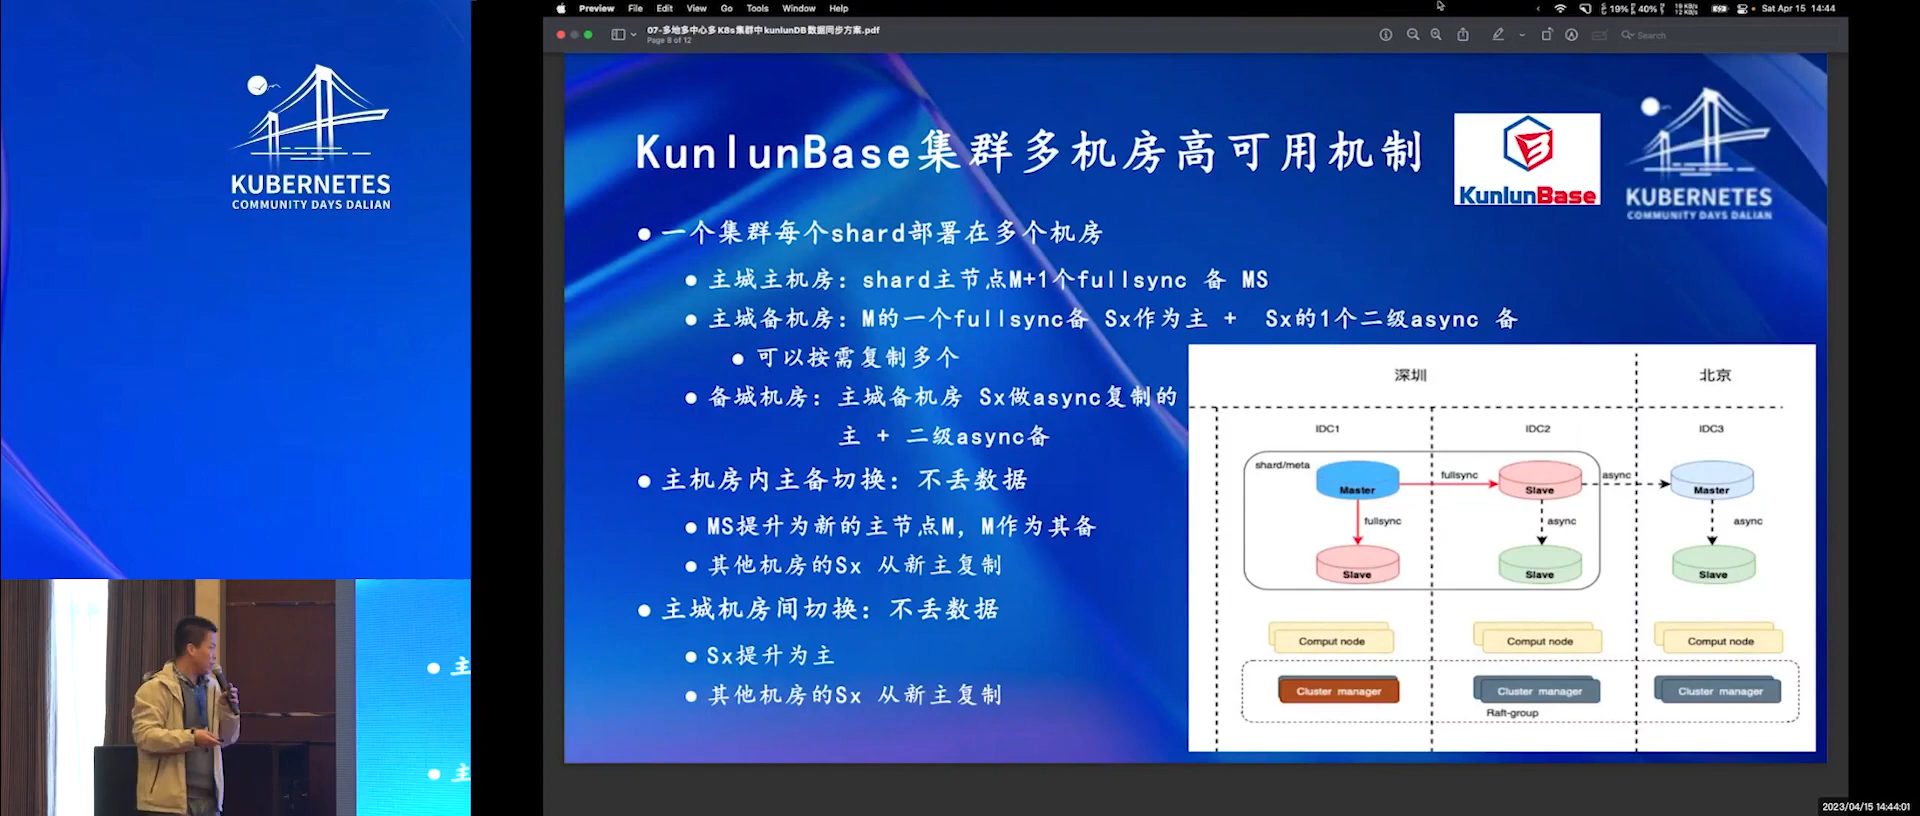 KUBERNETES
COMMUNITY DAYS DALIAN
● 主
● 主
Preview File Edit View Go Tools Window Help
19% 40% Sat Apr 15 14:44
07-多地多中心多K8s集群中kunlunDB数据同步方案.pdf
Page 8 of 12
Search
KunlunBase集群多机房高可用机制
KunlunBase
KUBERNETES
COMMUNITY DAYS DALIAN
● 一个集群每个shard部署在多个机房
● 主城主机房：shard主节点M+1个fullsync 备 MS
● 主城备机房：M的一个fullsync备 Sx作为主 + Sx的1个二级async 备
● 可以按需复制多个
● 备城机房：主城备机房 Sx做async复制的
主 + 二级async备
● 主机房内主备切换：不丢数据
● MS提升为新的主节点M，M作为其备
● 其他机房的Sx 从新主复制
● 主城机房间切换：不丢数据
● Sx提升为主
● 其他机房的Sx 从新主复制
深圳 北京
IDC1 IDC2 IDC3
shard/meta
Master fullsync Slave async Master
fullsync async async
Slave Slave Slave
Comput node Comput node Comput node
Cluster manager Cluster manager Cluster manager
Raft-group
2023/04/15 14:44:01